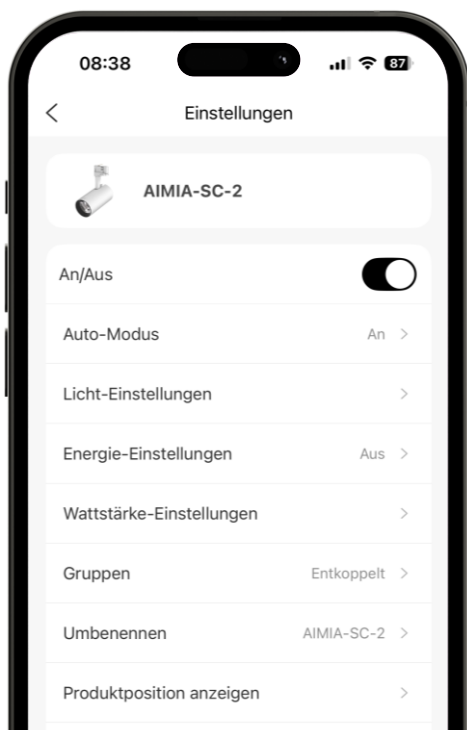 08:38
87
Einstellungen
AIMIA-SC-2
An/Aus
Auto-Modus An
Licht-Einstellungen
Energie-Einstellungen Aus
Wattstärke-Einstellungen
Gruppen Entkoppelt
Umbenennen AIMIA-SC-2
Produktposition anzeigen